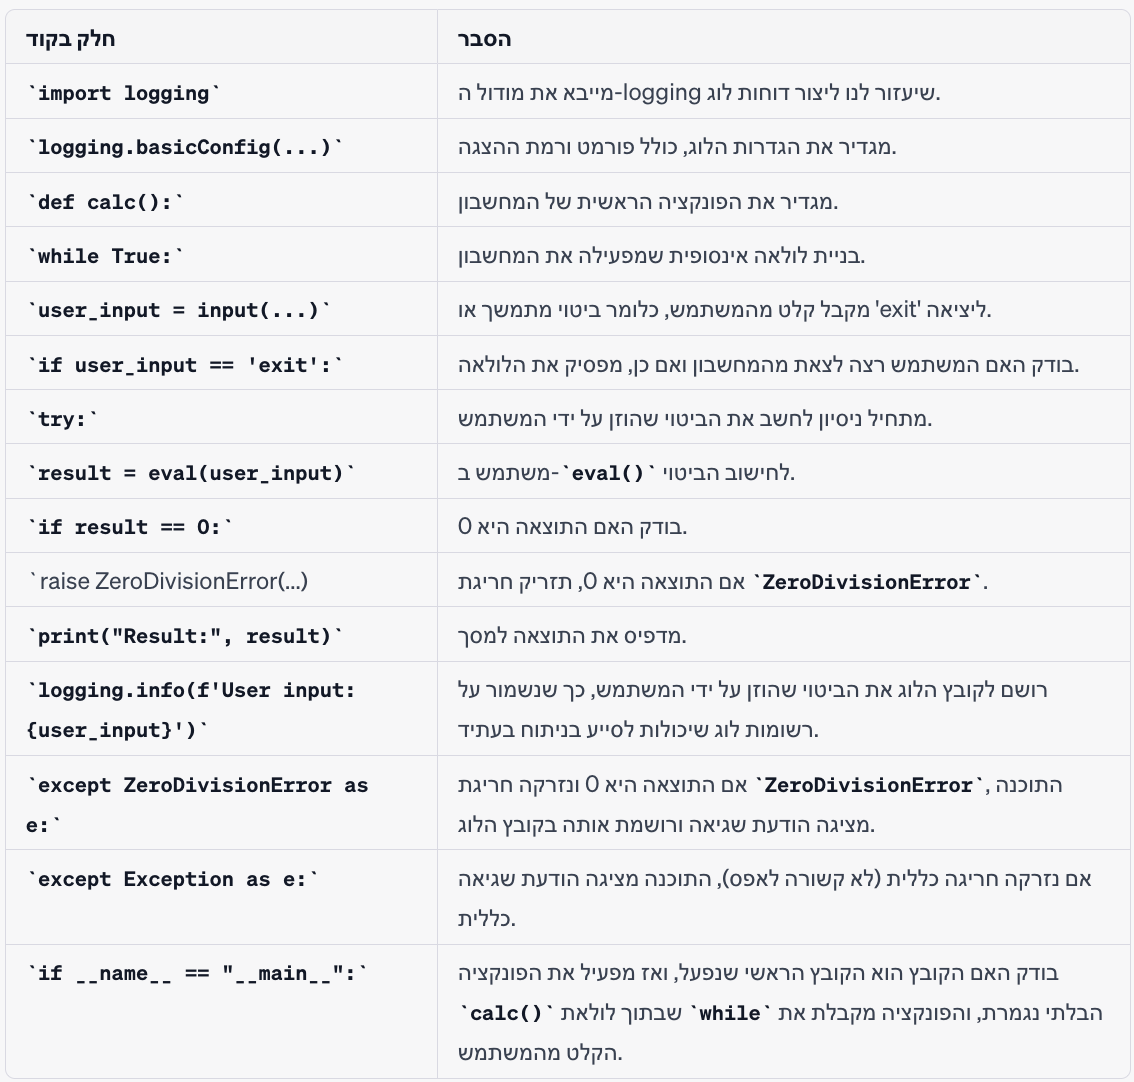 חלק בקוד
הסבר
`import logging`
מייבא את מודול ה-logging שיעזור לנו ליצור דוחות לוג.
`logging.basicConfig(...)`
מגדיר את הגדרות הלוג, כולל פורמט ורמת ההצגה.
`def calc():`
מגדיר את הפונקציה הראשית של המחשבון.
`while True:`
בניית לולאה אינסופית שמפעילה את המחשבון.
`user_input = input(...)`
מקבל קלט מהמשתמש, כלומר ביטוי מתמשך או 'exit' ליציאה.
`if user_input == 'exit':`
בודק האם המשתמש רצה לצאת מהמחשבון ואם כן, מפסיק את הלולאה.
`try:`
מתחיל ניסיון לחשב את הביטוי שהוזן על ידי המשתמש.
`result = eval(user_input)`
משתמש ב-`eval()` לחישוב הביטוי.
`if result == 0:`
בודק האם התוצאה היא 0.
`raise ZeroDivisionError(...)
אם התוצאה היא 0, תזריק חריגת `ZeroDivisionError`.
`print("Result:", result)`
מדפיס את התוצאה למסך.
`logging.info(f'User input:
{user_input}')`
רושם לקובץ הלוג את הביטוי שהוזן על ידי המשתמש, כך שנשמור על
רשומות לוג שיכולות לסייע בניתוח בעתיד.
`except ZeroDivisionError as
e:`
אם התוצאה היא 0 ונזרקה חריגת `ZeroDivisionError`, התוכנה
מציגה הודעת שגיאה ורושמת אותה בקובץ הלוג.
`except Exception as e:`
אם נזרקה חריגה כללית (לא קשורה לאפס), התוכנה מציגה הודעת שגיאה
כללית.
`if __name__ == "__main__":`
בודק האם הקובץ הוא הקובץ הראשי שנפעל, ואז מפעיל את הפונקציה
`calc()` שבתוך לולאת `while` הבלתי נגמרת, והפונקציה מקבלת את
הקלט מהמשתמש.